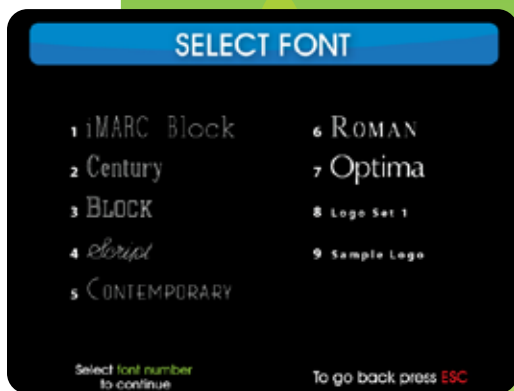 SELECT FONT
1 iMARC Block
2 Century
3 BLOCK
4 Script
5 CONTEMPORARY
6 ROMAN
7 Optima
8 Logo Set 1
9 Sample Logo
Select font number
to continue
To go back press ESC